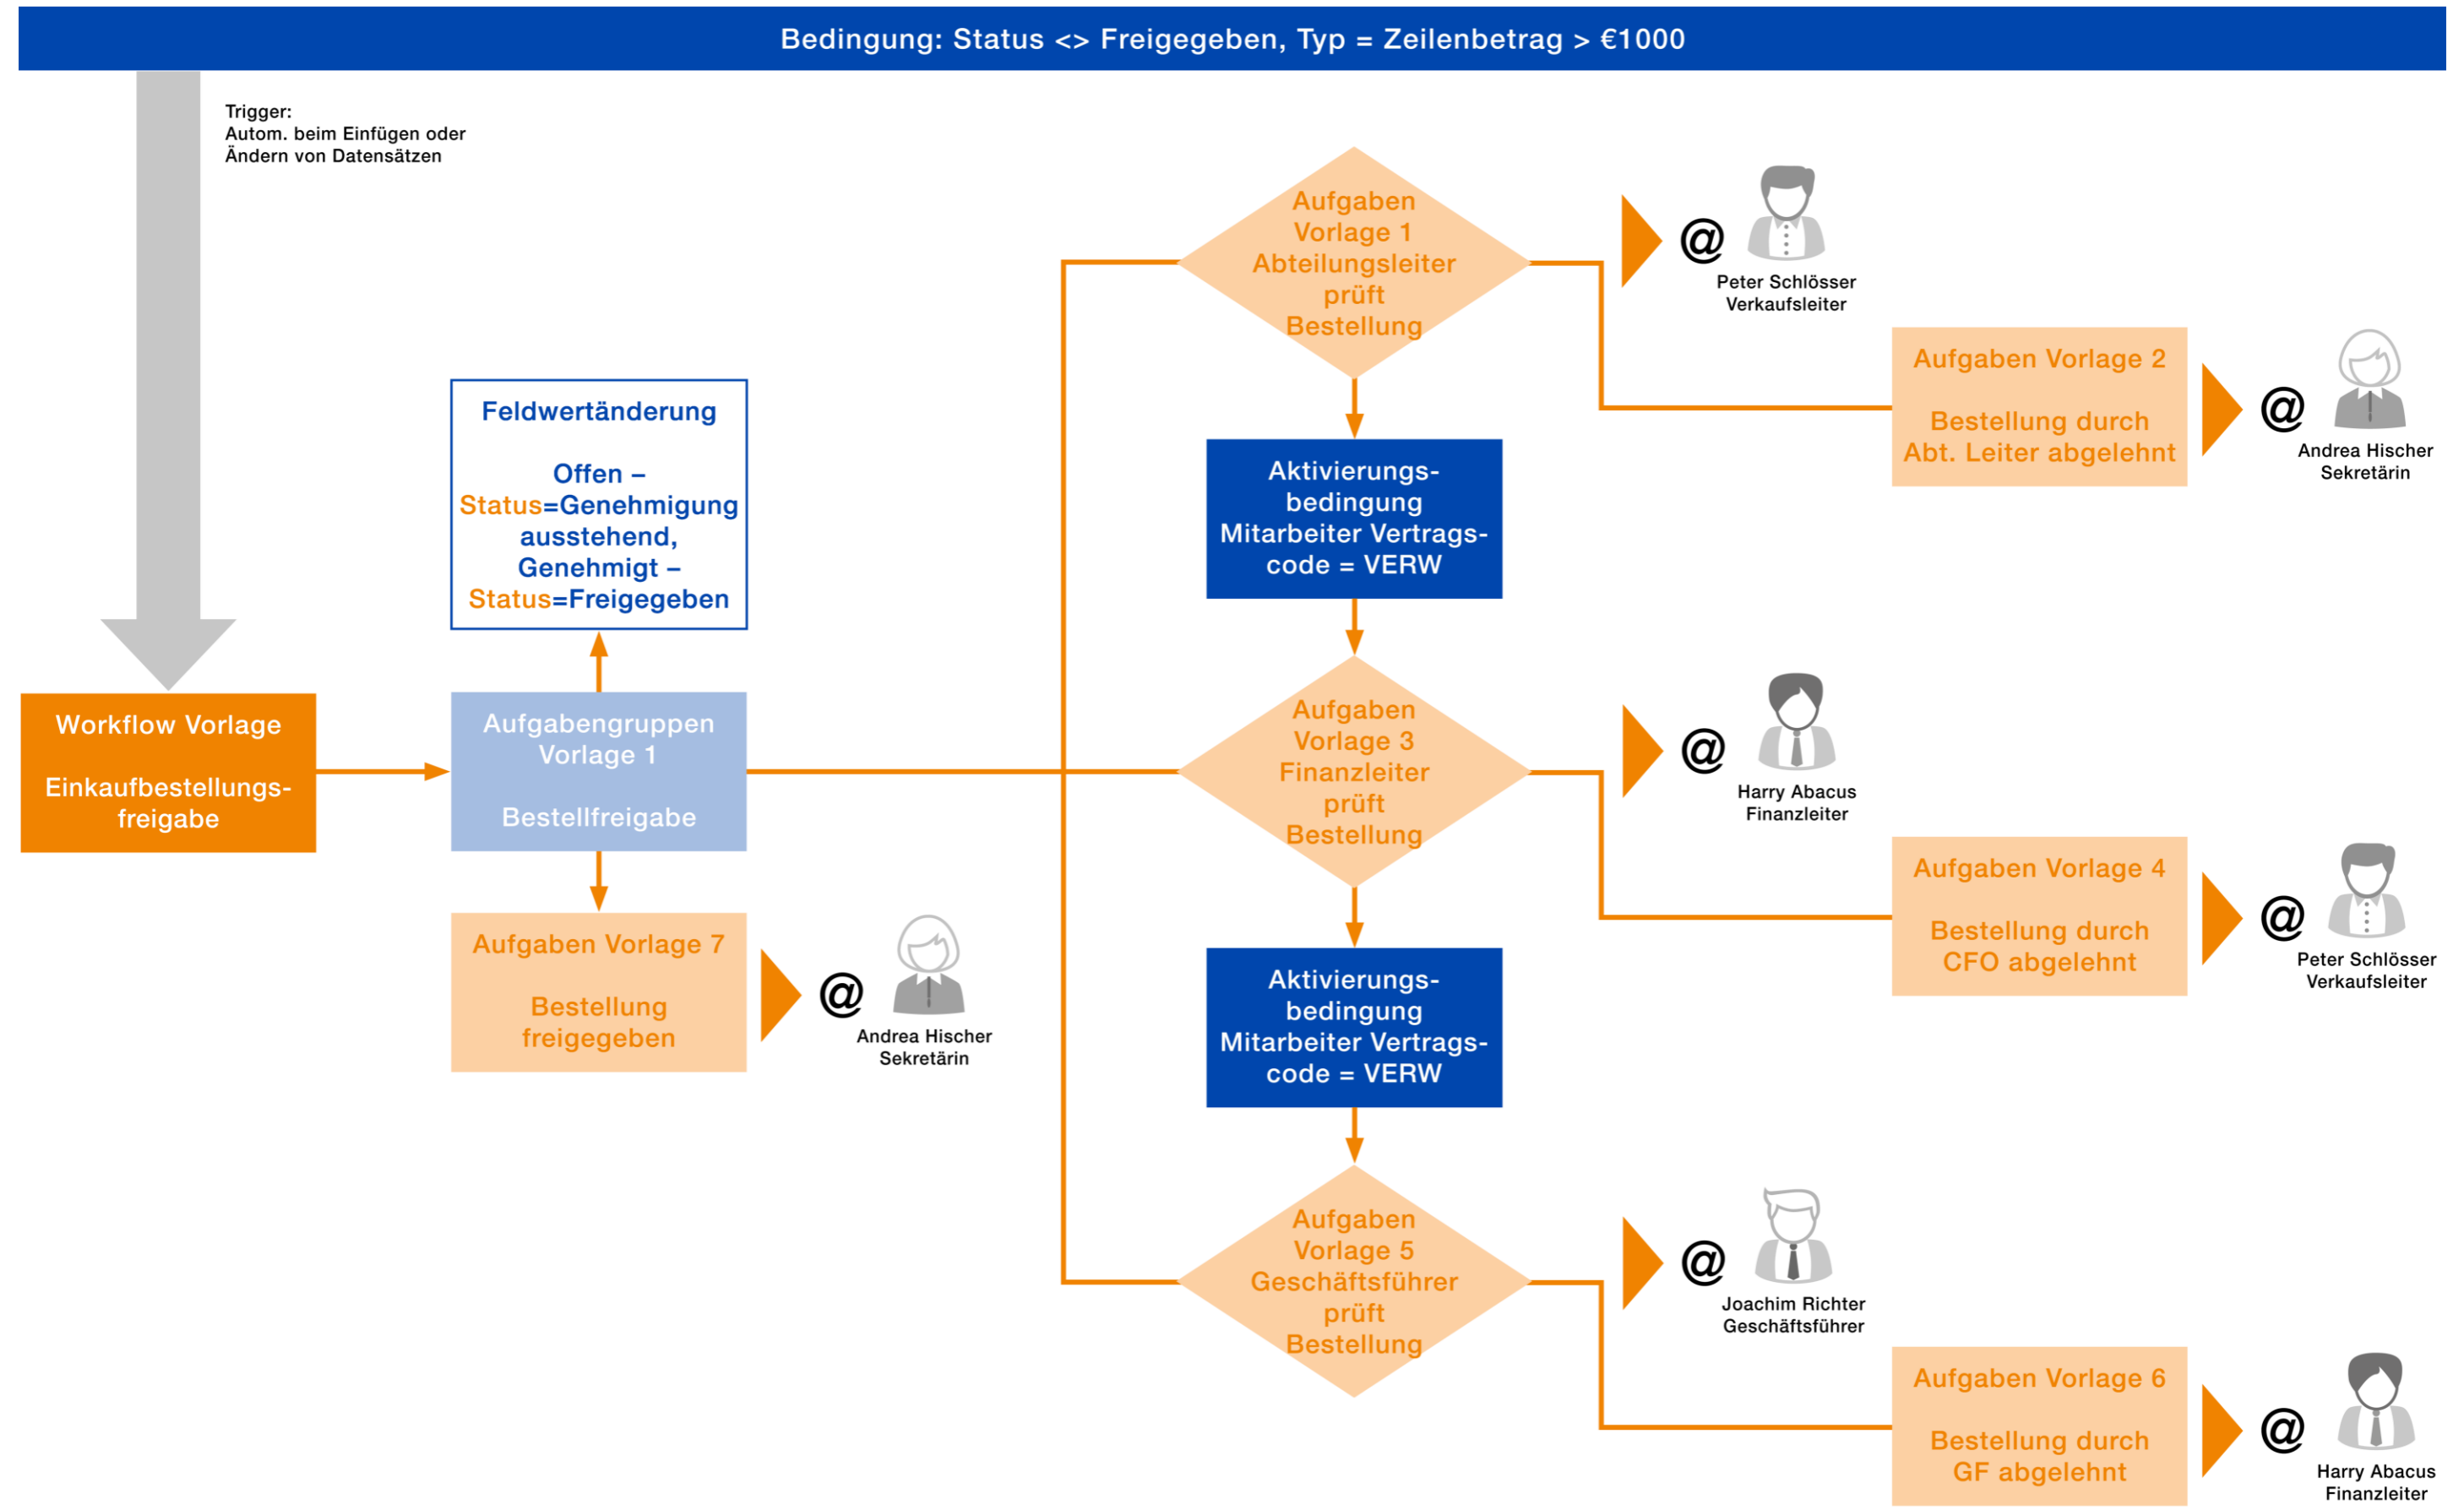 Bedingung: Status <> Freigegeben, Typ = Zeilenbetrag > €1000
Trigger:
Autom. beim Einfügen oder
Ändern von Datensätzen
Workflow Vorlage
Einkaufbestellungs-
freigabe
Feldwertänderung
Offen –
Status=Genehmigung
ausstehend,
Genehmigt –
Status=Freigegeben
Aufgabengruppen
Vorlage 1
Bestellfreigabe
Aufgaben Vorlage 7
Bestellung
freigegeben
@
Andrea Hischer
Sekretärin
Aufgaben
Vorlage 1
Abteilungsleiter
prüft
Bestellung
@
Peter Schlösser
Verkaufsleiter
Aufgaben Vorlage 2
Bestellung durch
Abt. Leiter abgelehnt
@
Andrea Hischer
Sekretärin
Aktivierungs-
bedingung
Mitarbeiter Vertrags-
code = VERW
Aufgaben
Vorlage 3
Finanzleiter
prüft
Bestellung
@
Harry Abacus
Finanzleiter
Aufgaben Vorlage 4
Bestellung durch
CFO abgelehnt
@
Peter Schlösser
Verkaufsleiter
Aktivierungs-
bedingung
Mitarbeiter Vertrags-
code = VERW
Aufgaben
Vorlage 5
Geschäftsführer
prüft
Bestellung
@
Joachim Richter
Geschäftsführer
Aufgaben Vorlage 6
Bestellung durch
GF abgelehnt
@
Harry Abacus
Finanzleiter